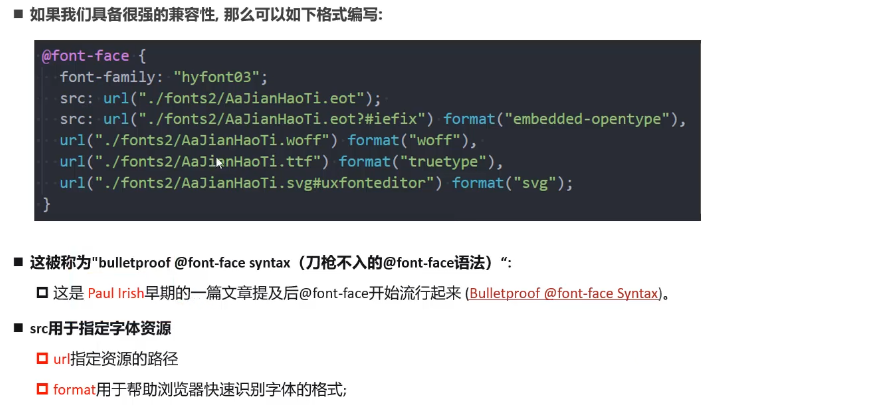 如果我们具备很强的兼容性, 那么可以如下格式编写:
@font-face {
font-family: "hyfont03";
src: url("./fonts2/AaJianHaoTi.eot");
src: url("./fonts2/AaJianHaoTi.eot?#iefix") format("embedded-opentype"),
url("./fonts2/AaJianHaoTi.woff") format("woff"),
url("./fonts2/AaJianHaoTi.ttf") format("truetype"),
url("./fonts2/AaJianHaoTi.svg#uxfonteditor") format("svg");
}
这被称为"bulletproof @font-face syntax（刀枪不入的@font-face语法）“:
这是 Paul Irish早期的一篇文章提及后@font-face开始流行起来 (Bulletproof @font-face Syntax)。
src用于指定字体资源
url指定资源的路径
format用于帮助浏览器快速识别字体的格式;